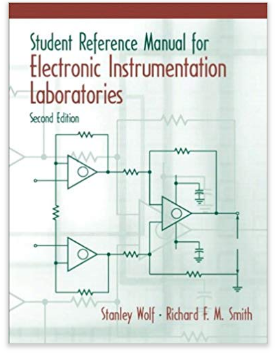 Student Reference Manual for
Electronic Instrumentation
Laboratories
Second Edition
Stanley Wolf · Richard F. M. Smith